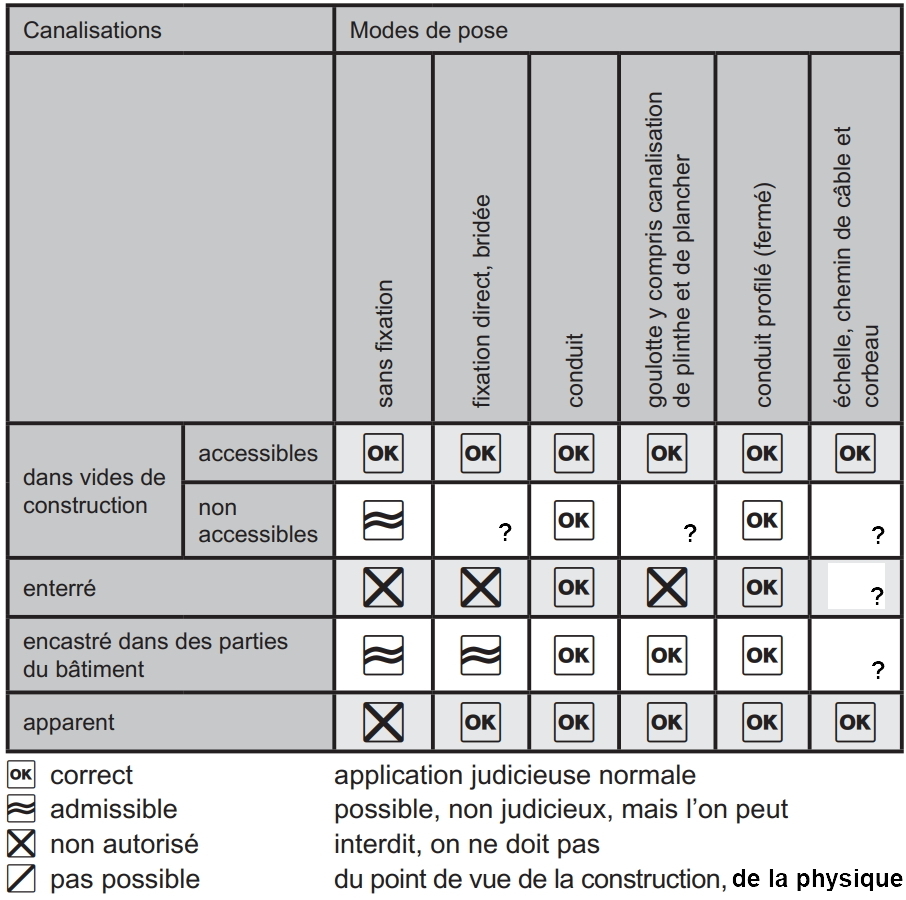 Canalisations
Modes de pose
sans fixation
fixation direct, bridée
conduit
goulotte y compris canalisation
de plinthe et de plancher
conduit profilé (fermé)
échelle, chemin de câble et
corbeau
dans vides de
construction
accessibles
OK OK OK OK OK OK
non
accessibles
? OK ? OK ?
enterré
OK OK ?
encastré dans des parties
du bâtiment
OK OK OK ?
apparent
OK OK OK OK OK
OK correct application judicieuse normale
admissible possible, non judicieux, mais l'on peut
non autorisé interdit, on ne doit pas
pas possible du point de vue de la construction, de la physique